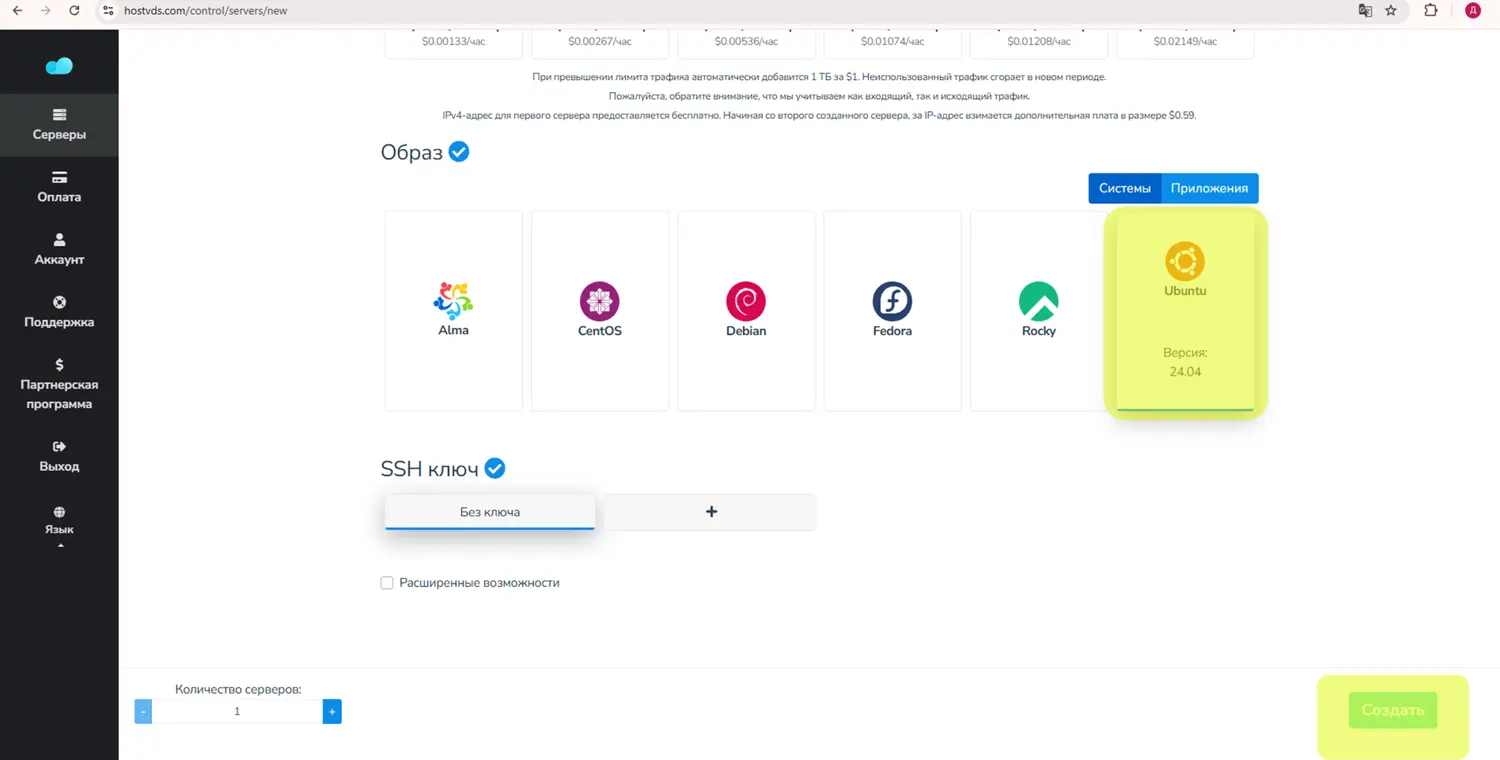 hostvds.com/control/servers/new
Д
Серверы
Оплата
Аккаунт
Поддержка
$
Партнерская
программа
Выход
Язык
$0.00133/час
$0.00267/час
$0.00536/час
$0.01074/час
$0.01208/час
$0.02149/час
При превышении лимита трафика автоматически добавится 1 ТБ за $1. Неиспользованный трафик сгорает в новом периоде.
Пожалуйста, обратите внимание, что мы учитываем как входящий, так и исходящий трафик.
IPv4-адрес для первого сервера предоставляется бесплатно. Начиная со второго созданного сервера, за IP-адрес взимается дополнительная плата в размере $0.59.
Образ
Системы
Приложения
Alma
CentOS
Debian
Fedora
Rocky
Ubuntu
Версия:
24.04
SSH ключ
Без ключа
+
Расширенные возможности
Количество серверов:
- 1 +
Создать